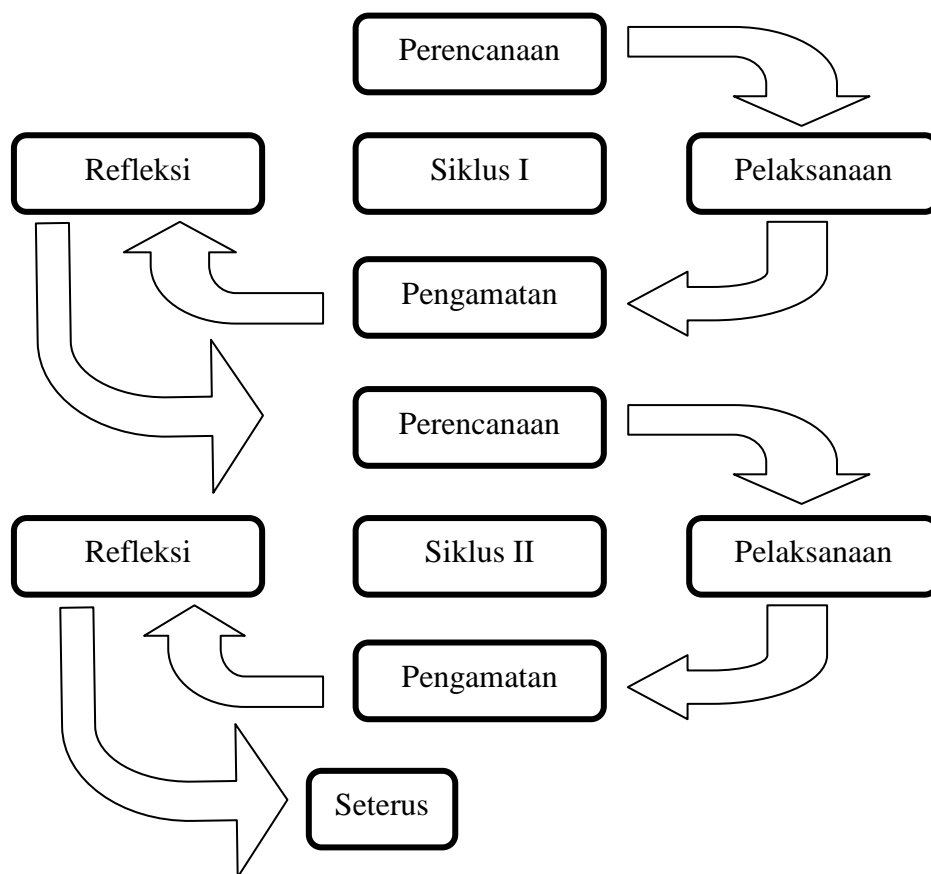 Perencanaan
Refleksi
Siklus I
Pelaksanaan
Pengamatan
Perencanaan
Refleksi
Siklus II
Pelaksanaan
Pengamatan
Seterus